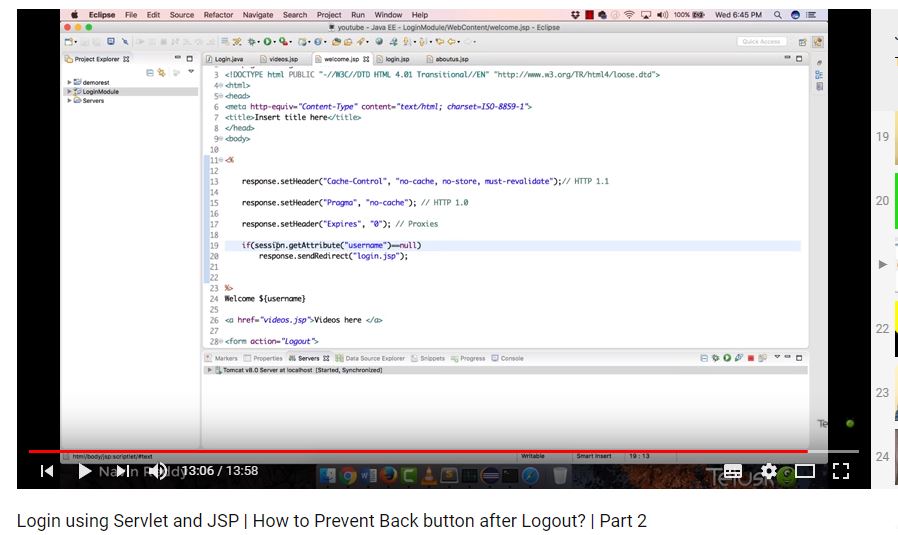 Eclipse File Edit Source Refactor Navigate Search Project Run Window Help 100% Wed 6:45 PM
youtube - Java EE - LoginModule/WebContent/welcome.jsp - Eclipse
Quick Access
Project Explorer
demorest
LoginModule
Servers
Login.java videos.jsp welcome.jsp login.jsp aboutus.jsp
3 <!DOCTYPE html PUBLIC "-//W3C//DTD HTML 4.01 Transitional//EN" "http://www.w3.org/TR/html4/loose.dtd">
4 <html>
5 <head>
6 <meta http-equiv="Content-Type" content="text/html; charset=ISO-8859-1">
7 <title>Insert title here</title>
8 </head>
9 <body>
10
11 <%
12
13 response.setHeader("Cache-Control", "no-cache, no-store, must-revalidate");// HTTP 1.1
14
15 response.setHeader("Pragma", "no-cache"); // HTTP 1.0
16
17 response.setHeader("Expires", "0"); // Proxies
18
19 if(session.getAttribute("username")==null)
20 response.sendRedirect("login.jsp");
21
22
23 %>
24 Welcome ${username}
25
26 <a href="videos.jsp">Videos here </a>
27
28 <form action="Logout">
Markers Properties Servers Data Source Explorer Snippets Progress Console
Tomcat v8.0 Server at localhost [Started, Synchronized]
html/body/jsp:scriptlet/#text Writable Smart Insert 19 : 13
Navin Reddy
13:06 / 13:58
19
20
22
23
24
Login using Servlet and JSP | How to Prevent Back button after Logout? | Part 2